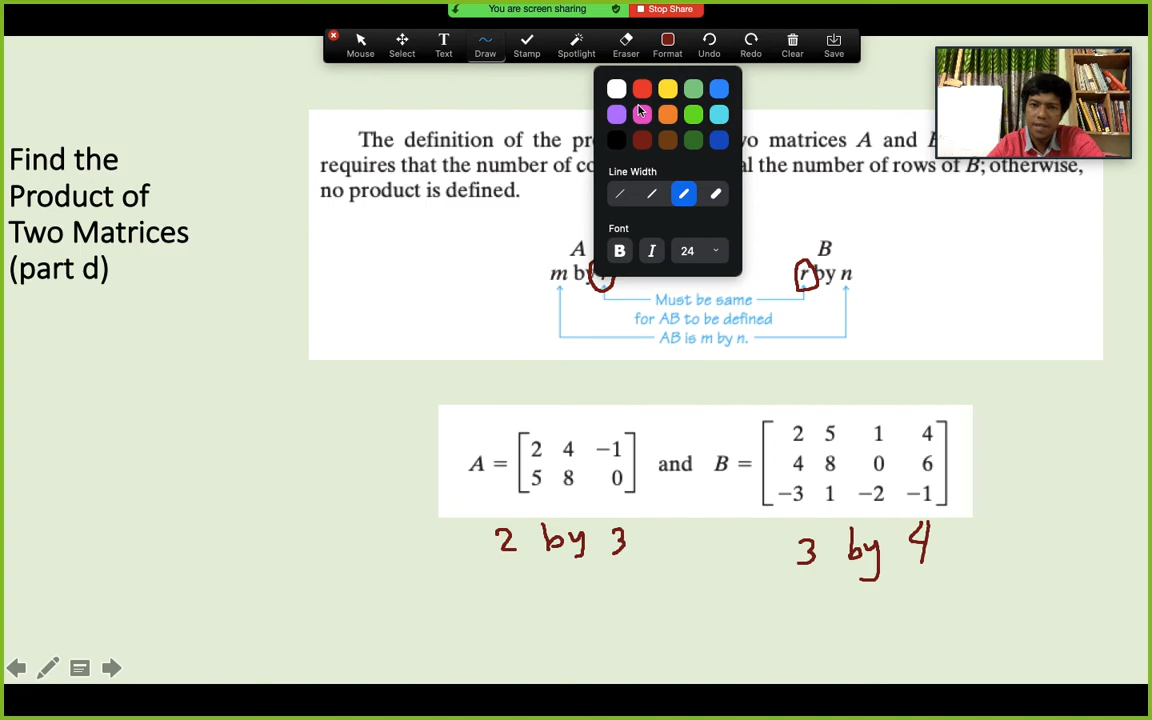 You are screen sharing Stop Share
Mouse Select Text Draw Stamp Spotlight Eraser Format Undo Redo Clear Save
Find the
Product of
Two Matrices
(part d)
The definition of the pr wo matrices A and B
requires that the number of co al the number of rows of B; otherwise,
no product is defined.
Line Width
Font
B I 24
A B
m by r by n
Must be same
for AB to be defined
AB is m by n.
A = [2 4 −1 and B = [2 5 1 4
5 8 0] 4 8 0 6
−3 1 −2 −1]
2 by 3 3 by 4